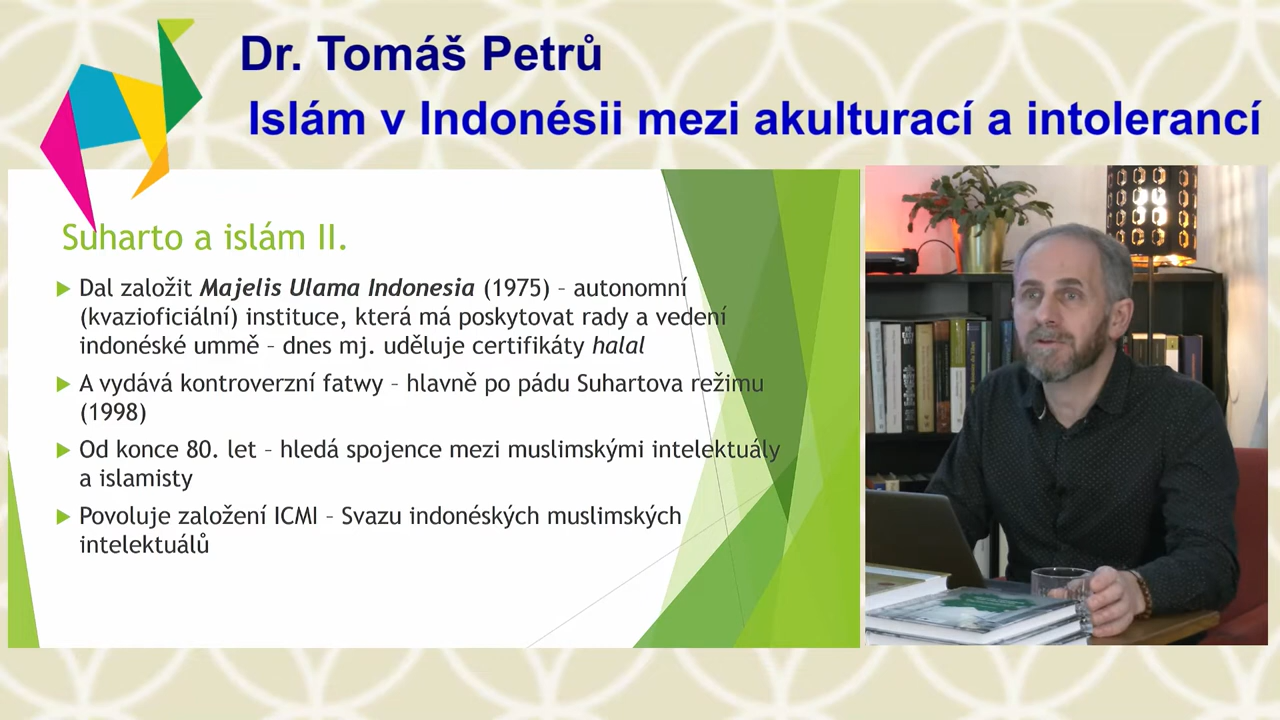 Dr. Tomáš Petrů
Islám v Indonésii mezi akulturací a intolerancí
Suharto a islám II.
Dal založit Majelis Ulama Indonesia (1975) – autonomní
(kvazioficiální) instituce, která má poskytovat rady a vedení
indonéské ummě – dnes mj. uděluje certifikáty halal
A vydává kontroverzní fatwy – hlavně po pádu Suhartova režimu
(1998)
Od konce 80. let – hledá spojence mezi muslimskými intelektuály
a islamisty
Povoluje založení ICMI – Svazu indonéských muslimských
intelektuálů